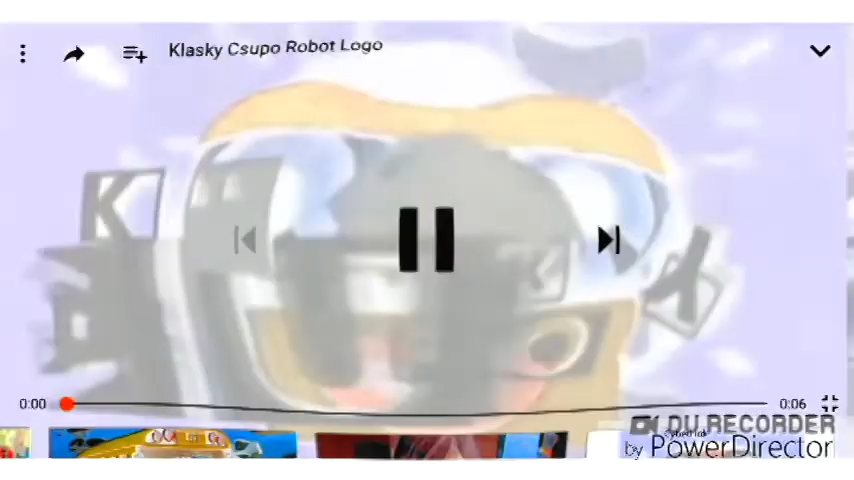 Klasky Csupo Robot Logo
K
Y
0:00
0:06
DU RECORDER
by PowerDirector